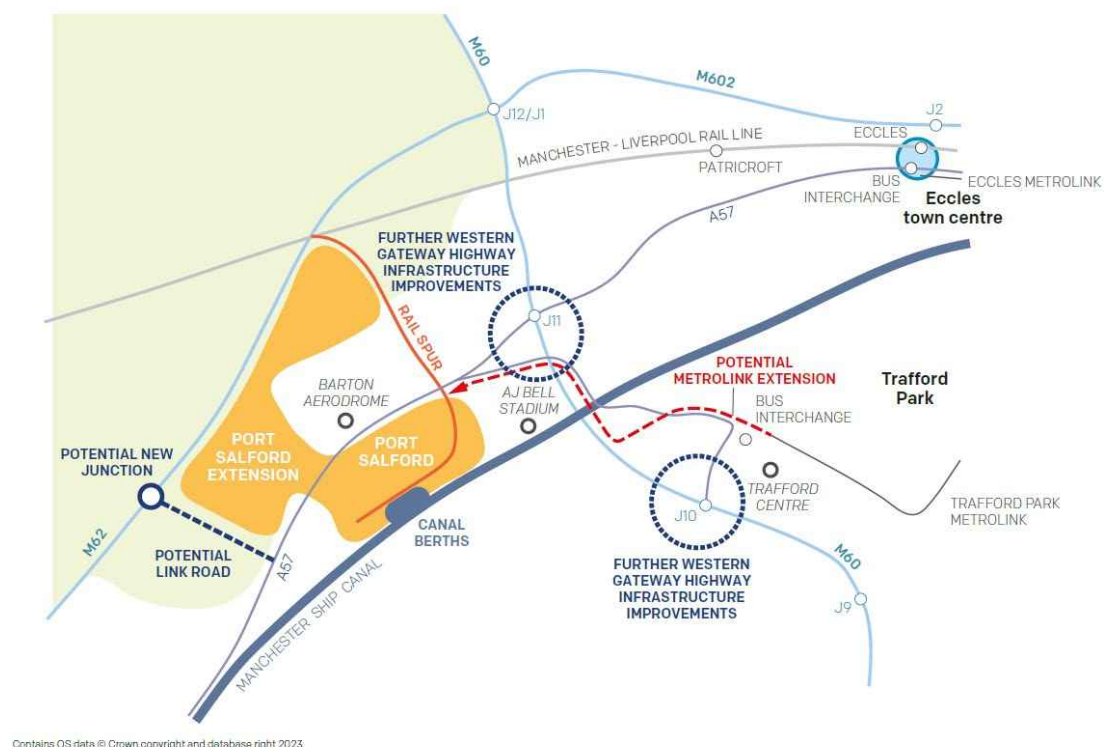 M60
M602
J12/J1
J2
ECCLES
MANCHESTER - LIVERPOOL RAIL LINE
PATRICROFT
BUS
INTERCHANGE
ECCLES METROLINK
Eccles
town centre
A57
FURTHER WESTERN
GATEWAY HIGHWAY
INFRASTRUCTURE
IMPROVEMENTS
J11
RAIL SPUR
POTENTIAL
METROLINK EXTENSION
Trafford
Park
BARTON
AERODROME
AJ BELL
STADIUM
BUS
INTERCHANGE
PORT
SALFORD
EXTENSION
PORT
SALFORD
POTENTIAL NEW
JUNCTION
TRAFFORD
CENTRE
J10
TRAFFORD PARK
METROLINK
CANAL
BERTHS
M62
POTENTIAL
LINK ROAD
A57
MANCHESTER SHIP CANAL
FURTHER WESTERN
GATEWAY HIGHWAY
INFRASTRUCTURE
IMPROVEMENTS
M60
J9
Contains OS data © Crown copyright and database right 2023